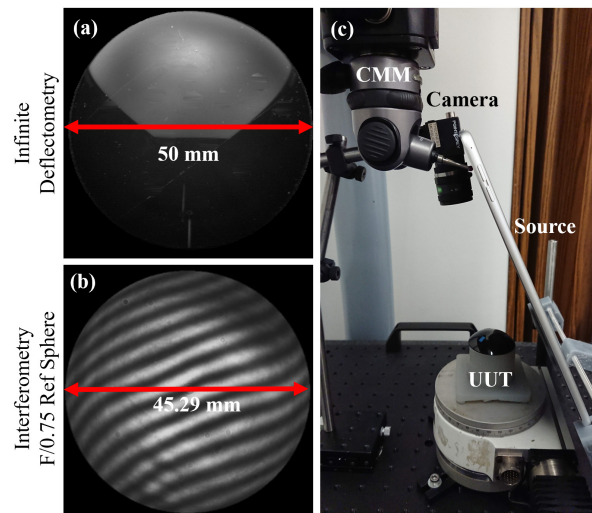 Infinite
Deflectometry
(a)
50 mm
Interferometry
F/0.75 Ref Sphere
(b)
45.29 mm
(c)
CMM
Camera
Source
UUT